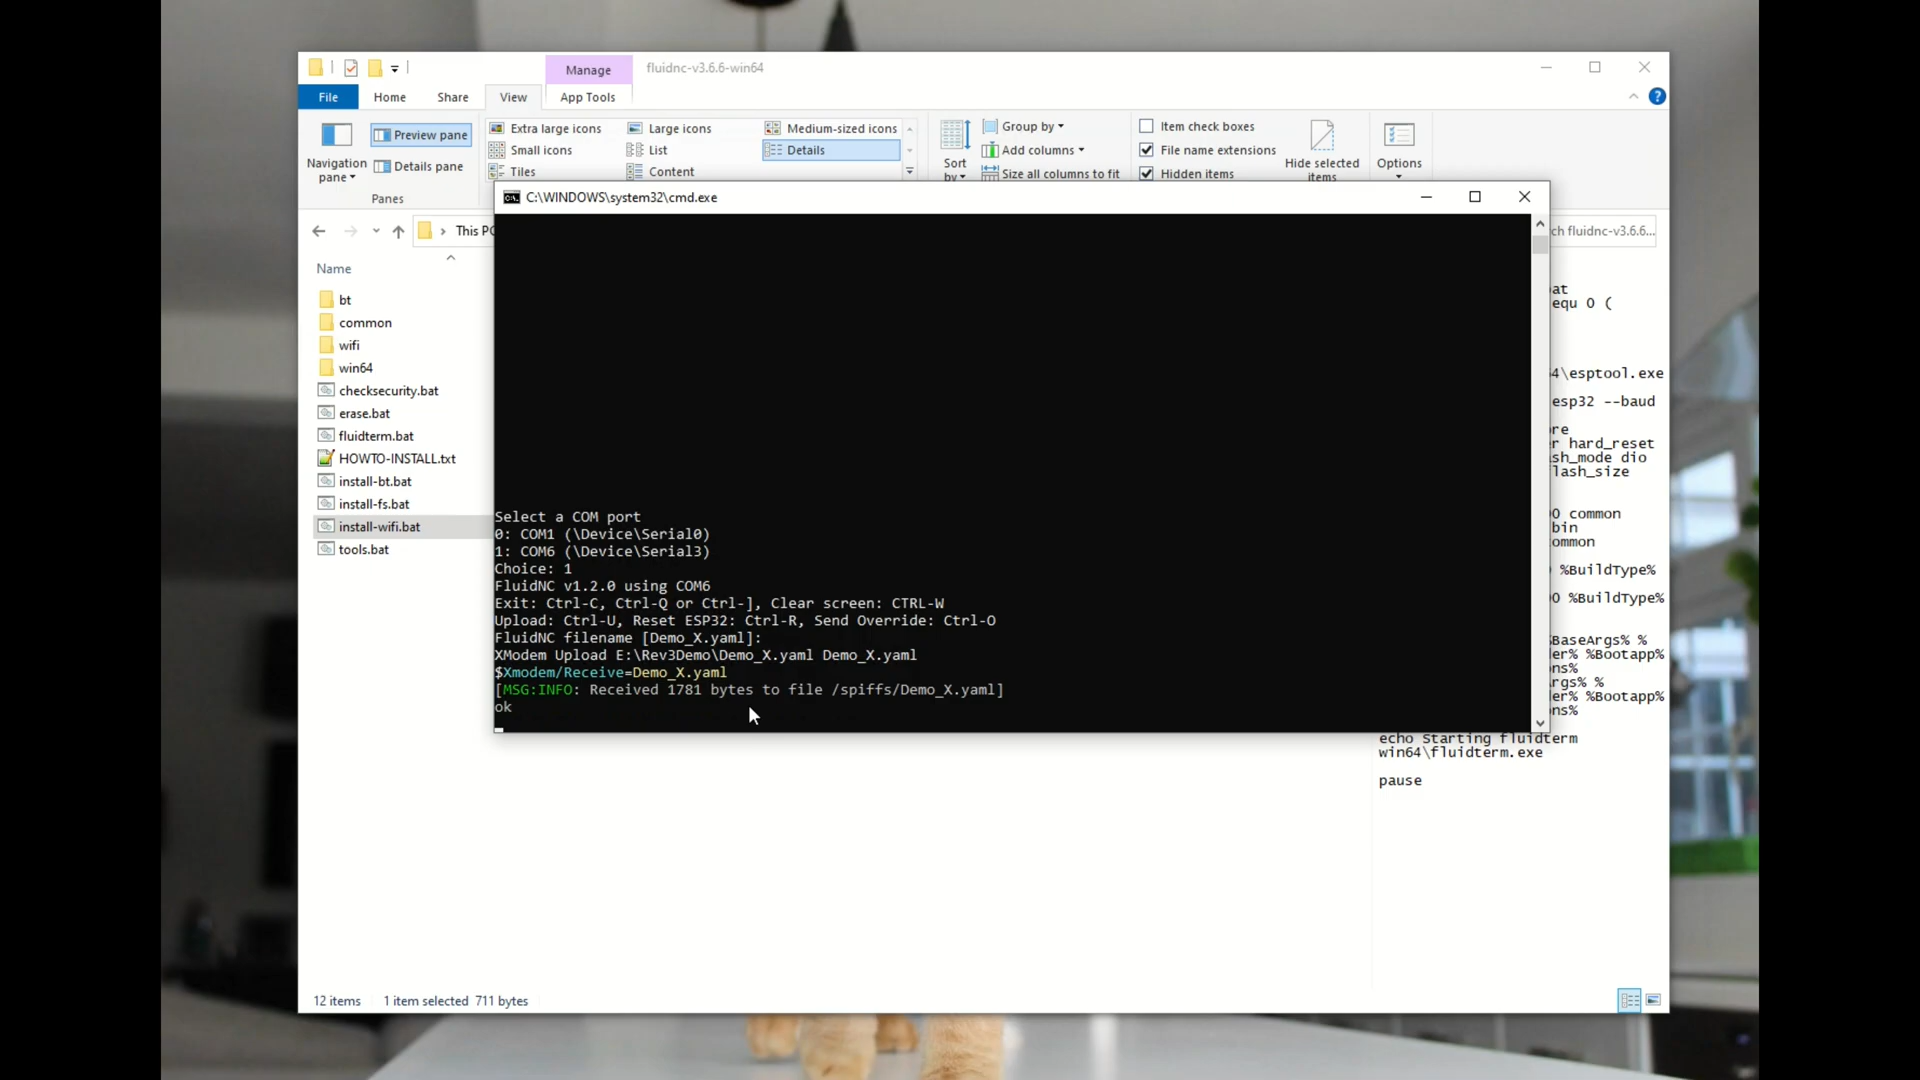 Manage
fluidnc-v3.6.6-win64
File
Home
Share
View
App Tools
Navigation pane
Preview pane
Details pane
Panes
Extra large icons
Large icons
Medium-sized icons
Small icons
List
Details
Tiles
Content
Sort by
Group by
Add columns
Size all columns to fit
Item check boxes
File name extensions
Hidden items
Hide selected items
Options
This PC
ch fluidnc-v3.6.6...
C:\WINDOWS\system32\cmd.exe
Name
bt
common
wifi
win64
checksecurity.bat
erase.bat
fluidterm.bat
HOWTO-INSTALL.txt
install-bt.bat
install-fs.bat
install-wifi.bat
tools.bat
Select a COM port
0: COM1 (\Device\Serial0)
1: COM6 (\Device\Serial3)
Choice: 1
FluidNC v1.2.0 using COM6
Exit: Ctrl-C, Ctrl-Q or Ctrl-], Clear screen: CTRL-W
Upload: Ctrl-U, Reset ESP32: Ctrl-R, Send Override: Ctrl-O
FluidNC filename [Demo_X.yaml]:
XModem Upload E:\Rev3Demo\Demo_X.yaml Demo_X.yaml
$Xmodem/Receive=Demo_X.yaml
[MSG:INFO: Received 1781 bytes to file /spiffs/Demo_X.yaml]
ok
at
equ 0 (
4\esptool.exe
esp32 --baud
re
r hard_reset
sh_mode dio
lash_size
00 common
bin
ommon
0 %BuildType%
00 %BuildType%
BaseArgs% %
er% %Bootapp%
ns%
rgs% %
er% %Bootapp%
ns%
echo Starting fluidterm
win64\fluidterm.exe
pause
12 items
1 item selected 711 bytes